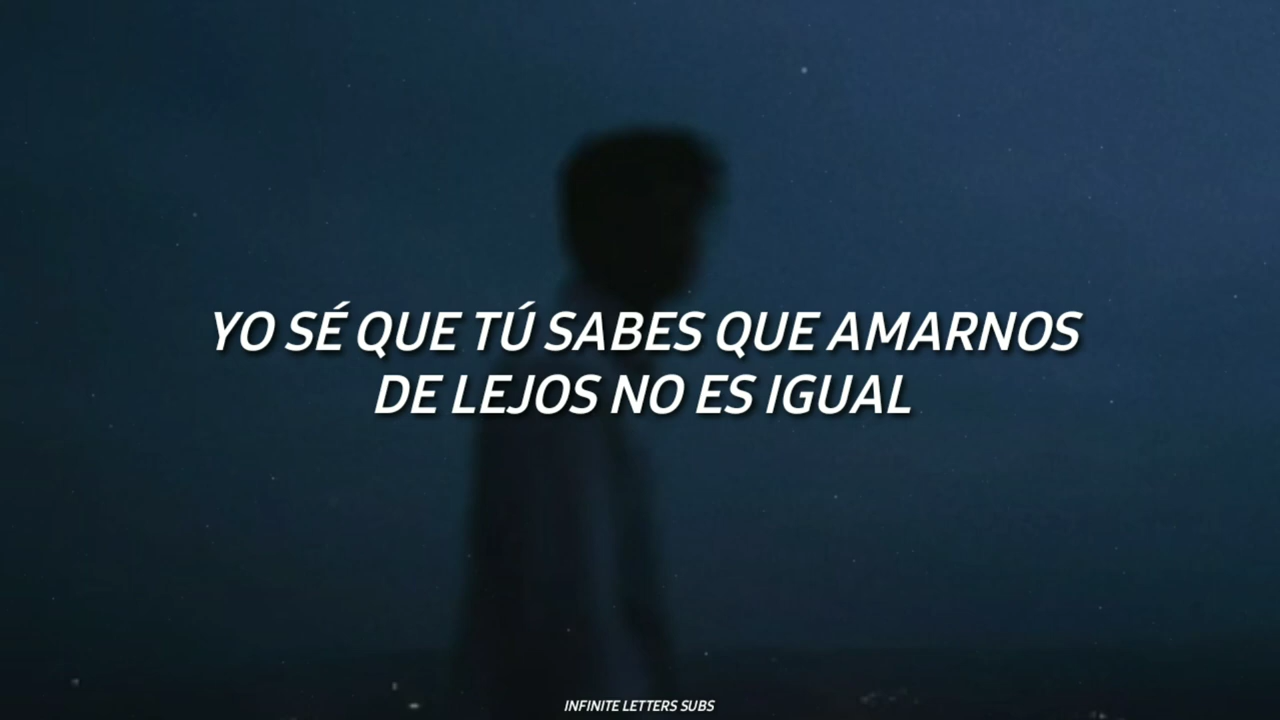 YO SÉ QUE TÚ SABES QUE AMARNOS
DE LEJOS NO ES IGUAL
INFINITE LETTERS SUBS